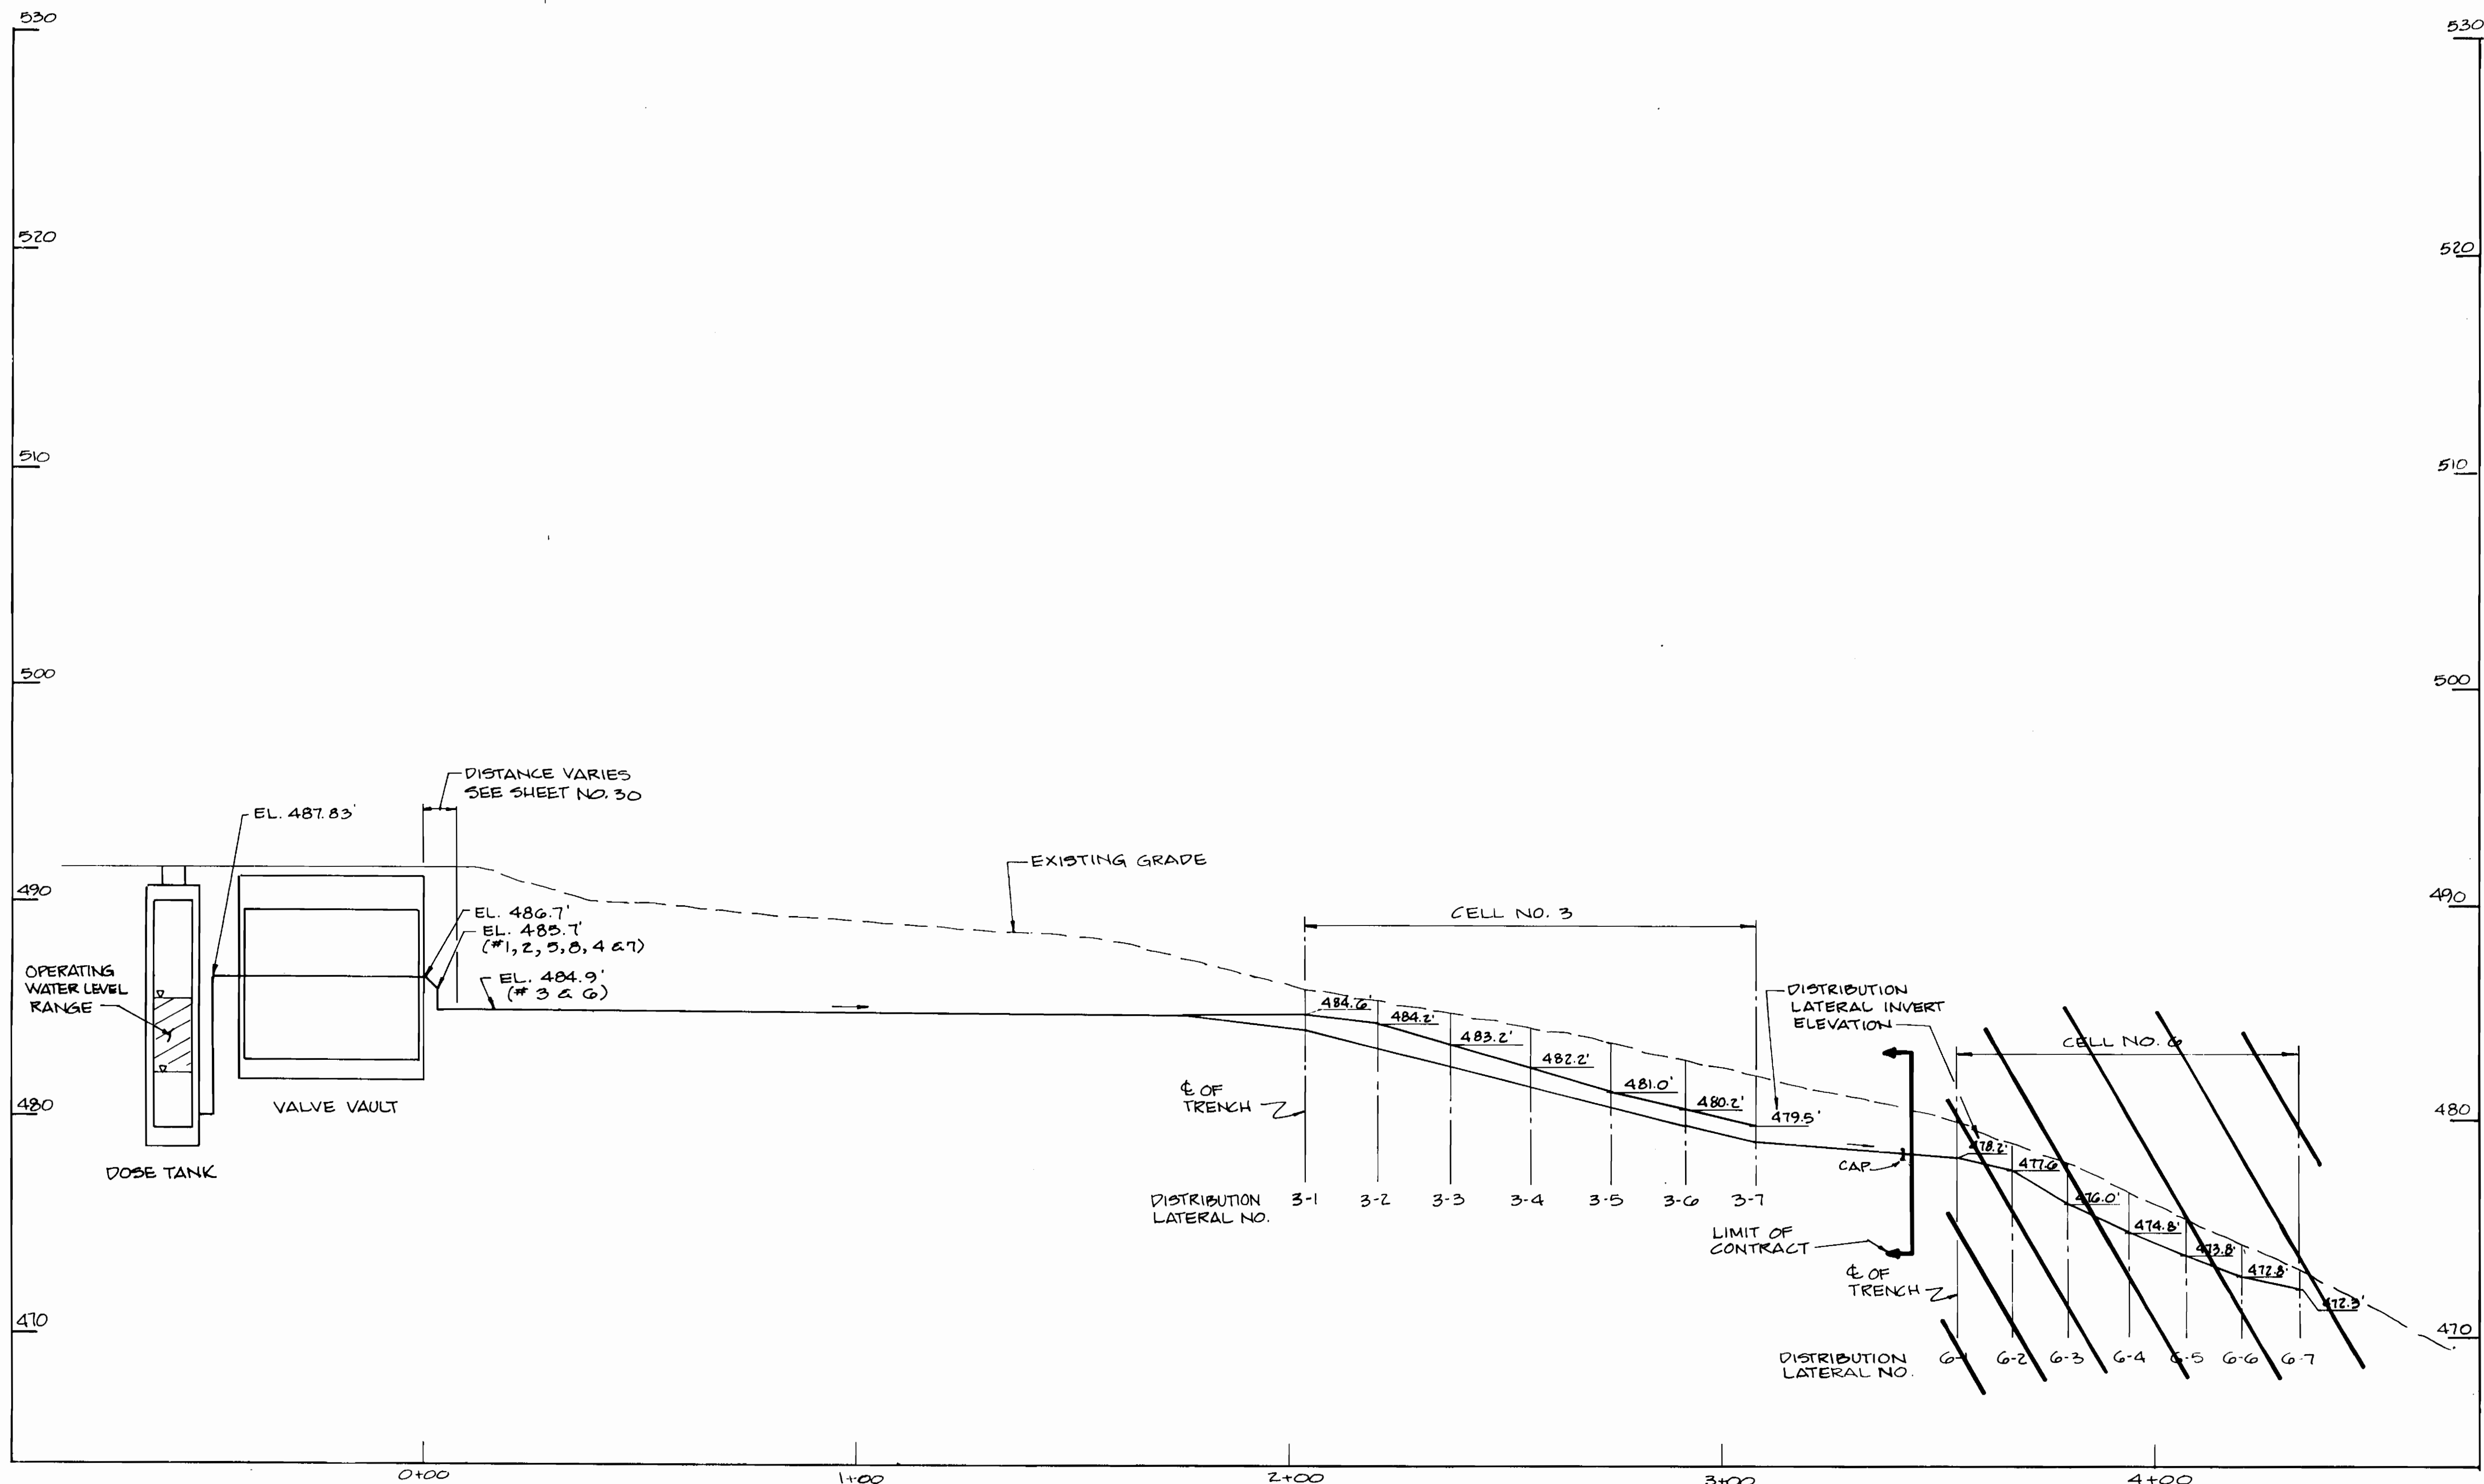 530
530
520
520
510
510
500
500
DISTANCE VARIES
SEE SHEET NO. 30
EL. 487.83'
EXISTING GRADE
490
490
EL. 486.7'
EL. 485.7'
(#1, 2, 5, 8, 4 & 7)
CELL NO. 3
OPERATING
WATER LEVEL
RANGE
EL. 484.9'
(# 3 & 6)
DISTRIBUTION
LATERAL INVERT
ELEVATION
484.6'
484.2'
483.2'
482.2'
481.0'
480.2'
479.5'
CELL NO. 6
℄ OF
TRENCH
480
480
VALVE VAULT
DOSE TANK
CAP
478.2'
477.6'
476.0'
474.8'
473.8'
472.8'
472.3'
DISTRIBUTION
LATERAL NO.
3-1 3-2 3-3 3-4 3-5 3-6 3-7
LIMIT OF
CONTRACT
℄ OF
TRENCH
470
470
DISTRIBUTION
LATERAL NO.
6-1 6-2 6-3 6-4 6-5 6-6 6-7
0+00 1+00 2+00 3+00 4+00